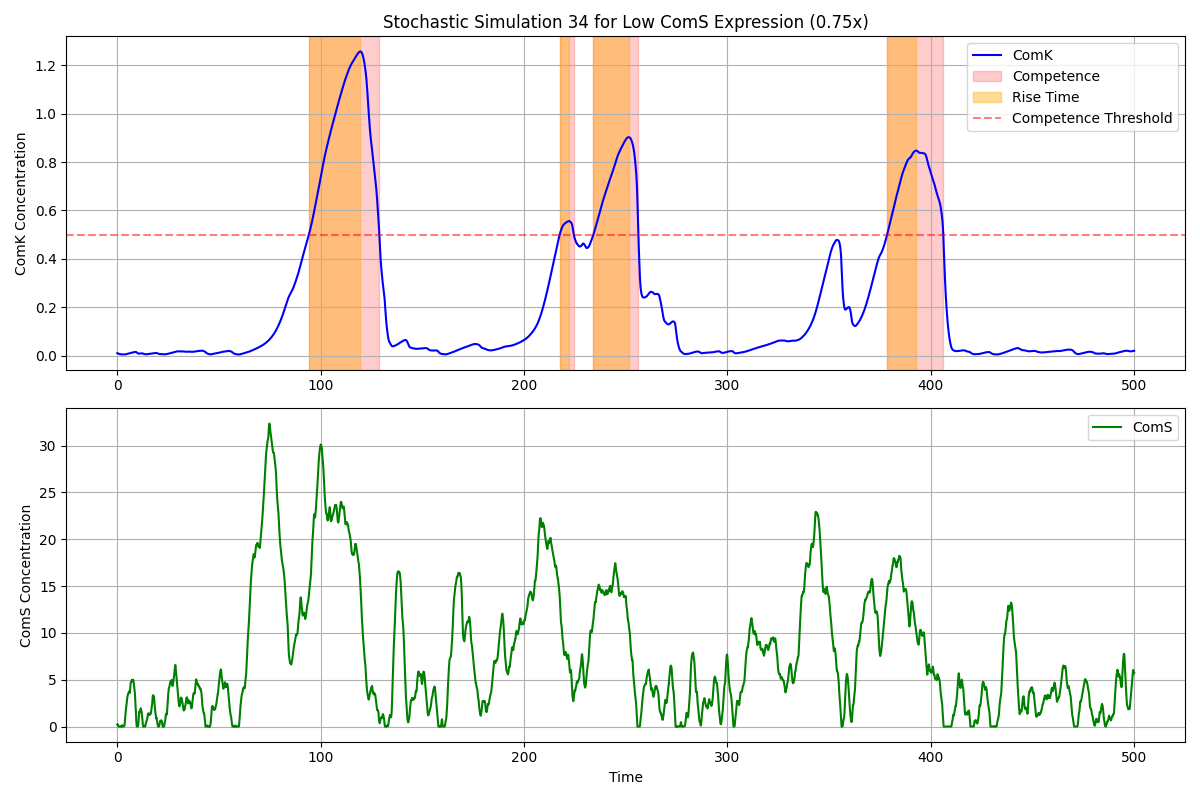 Stochastic Simulation 34 for Low ComS Expression (0.75x)
ComK Concentration
1.2
1.0
0.8
0.6
0.4
0.2
0.0
ComK
Competence
Rise Time
Competence Threshold
0 100 200 300 400 500
ComS Concentration
30
25
20
15
10
5
0
ComS
0 100 200 300 400 500
Time